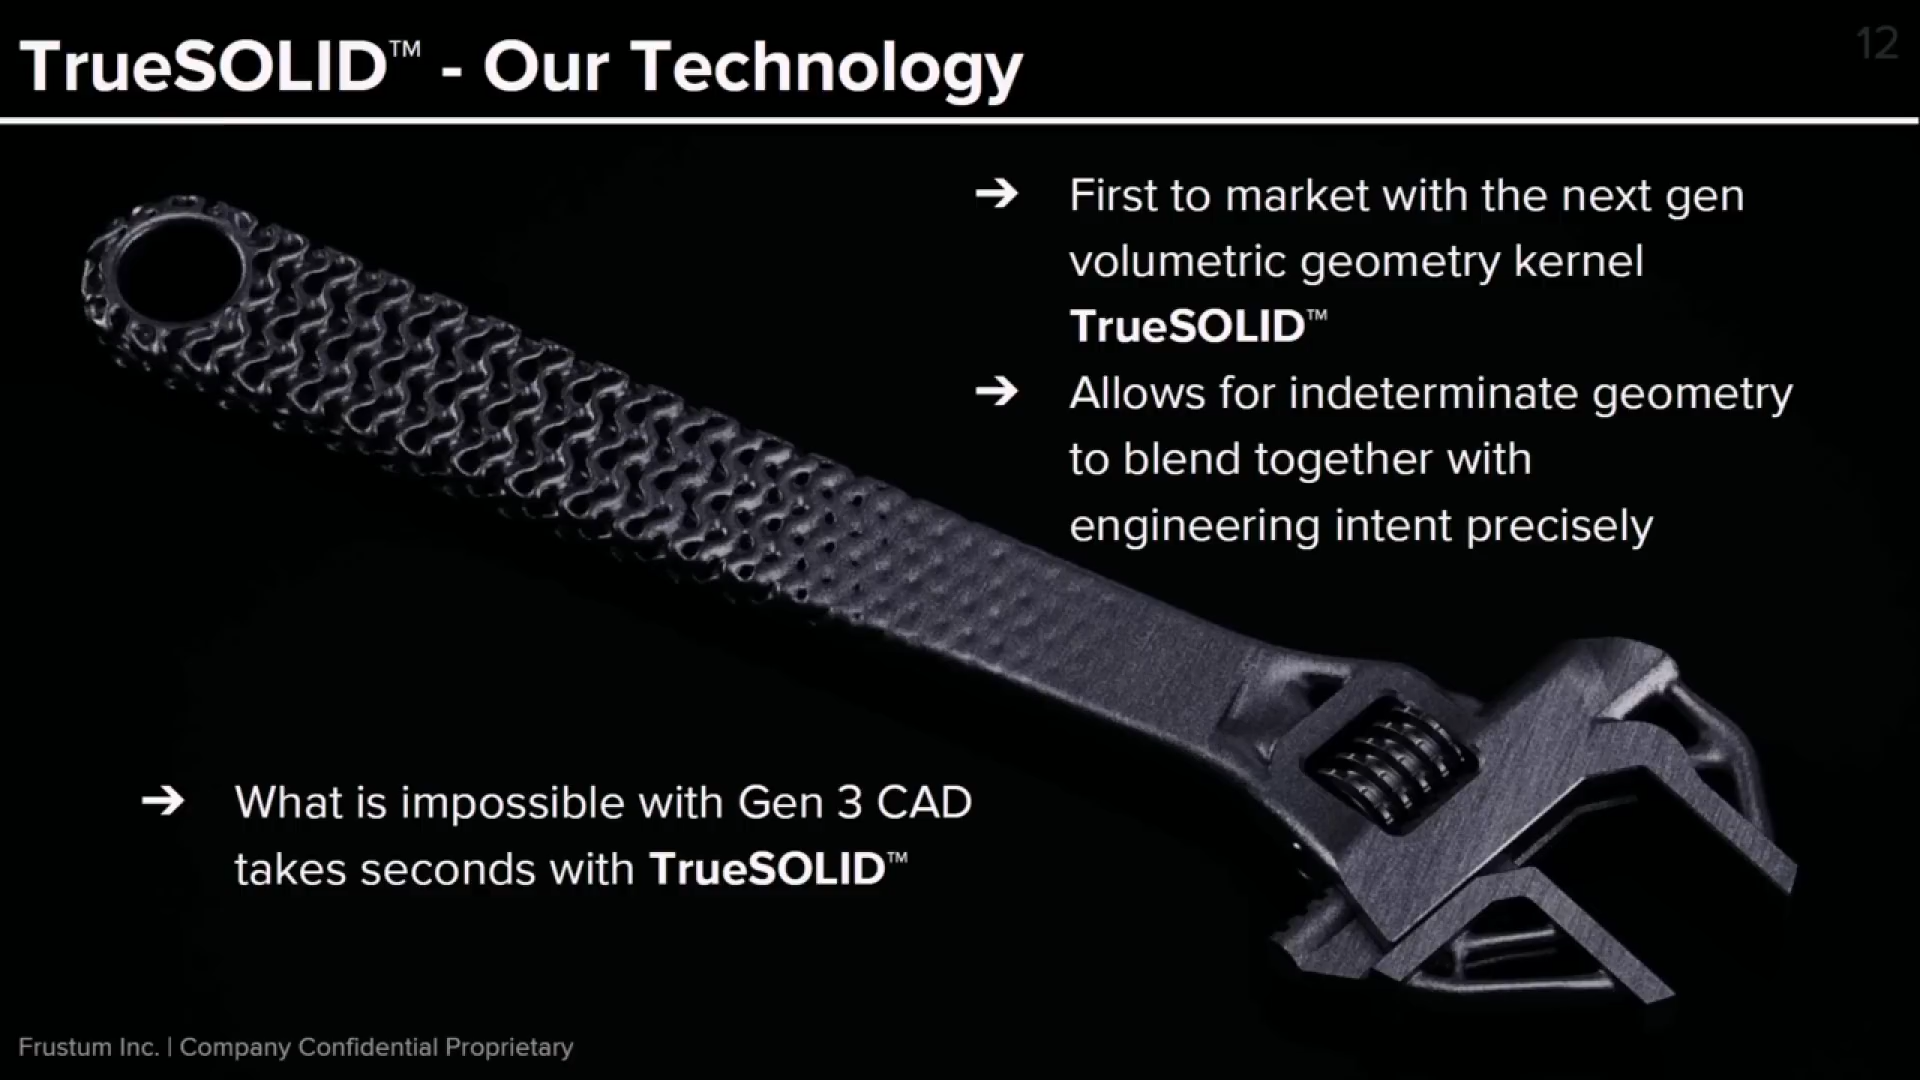 TrueSOLID™ - Our Technology
12
➔ First to market with the next gen
volumetric geometry kernel
TrueSOLID™
➔ Allows for indeterminate geometry
to blend together with
engineering intent precisely
➔ What is impossible with Gen 3 CAD
takes seconds with TrueSOLID™
Frustum Inc. | Company Confidential Proprietary